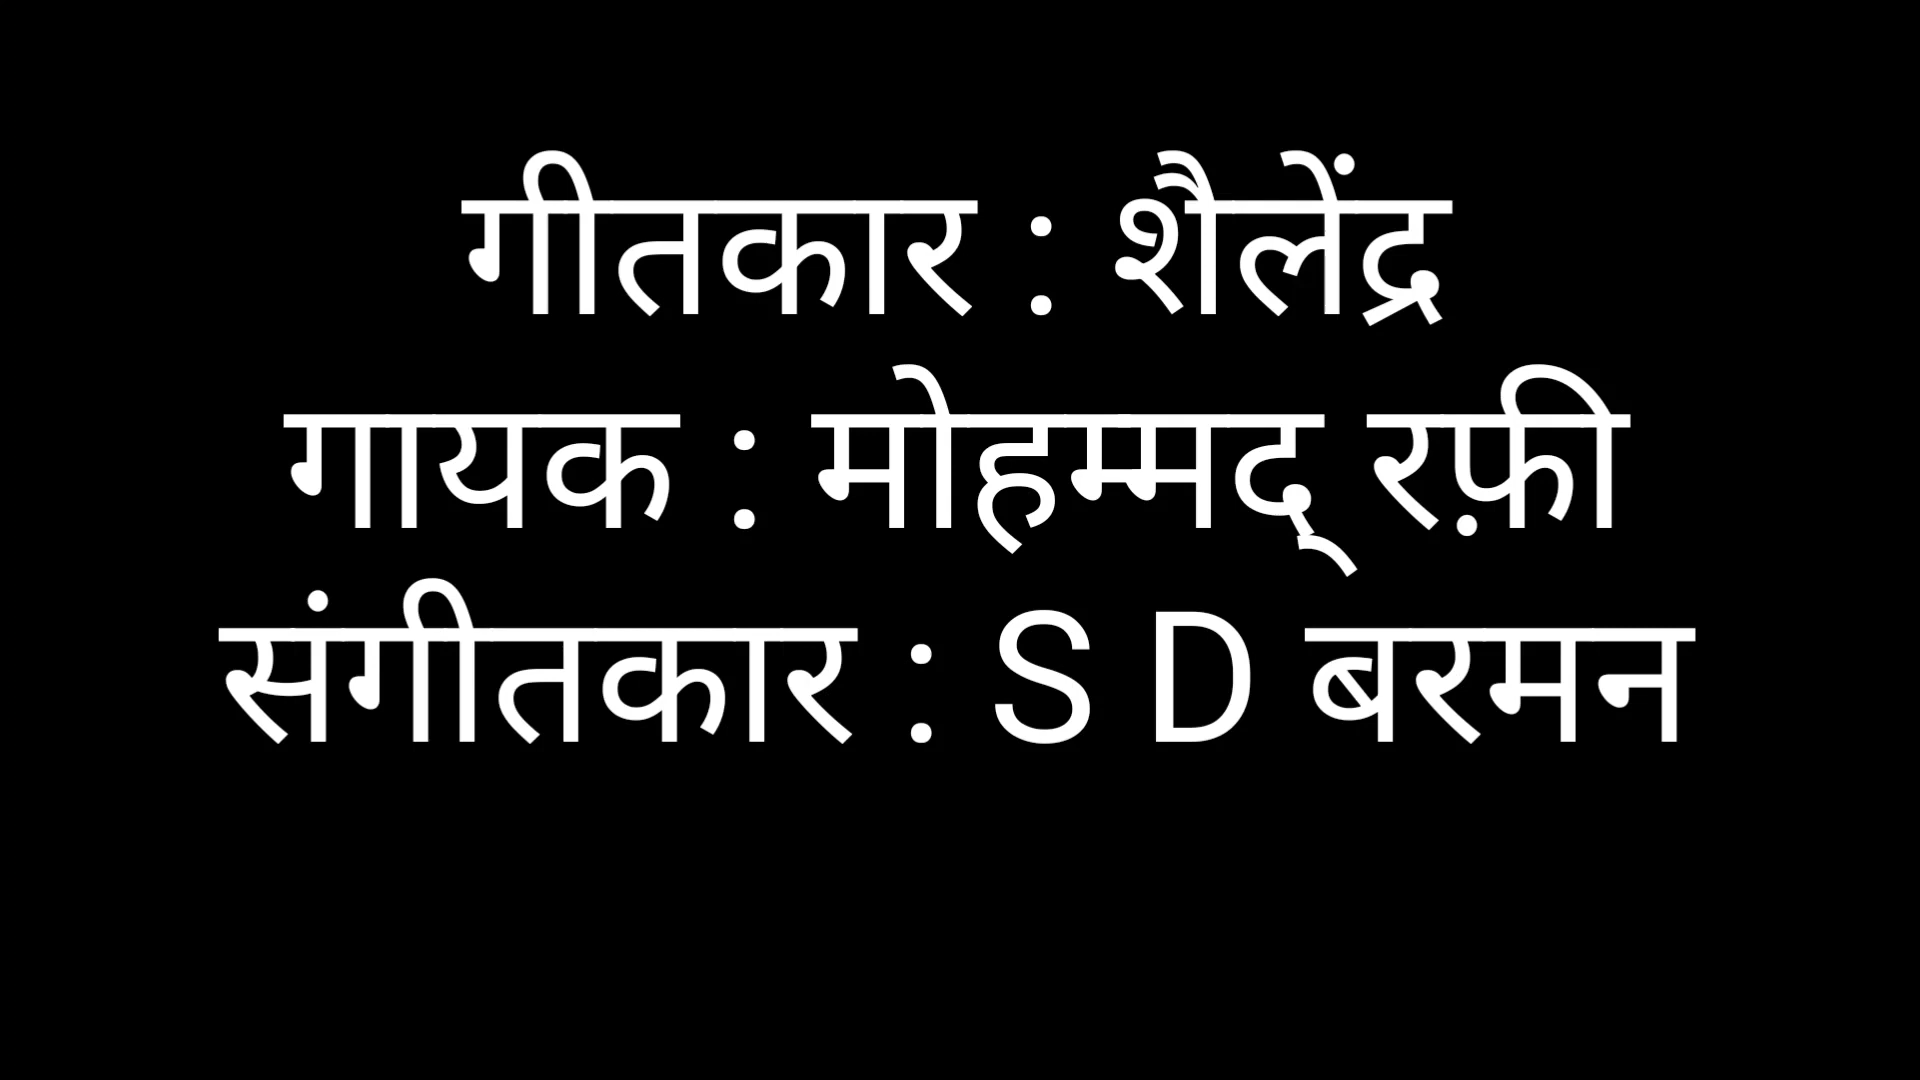 गीतकार : शैलेंद्र
गायक : मोहम्मद् रफ़ी
संगीतकार : S D बरमन